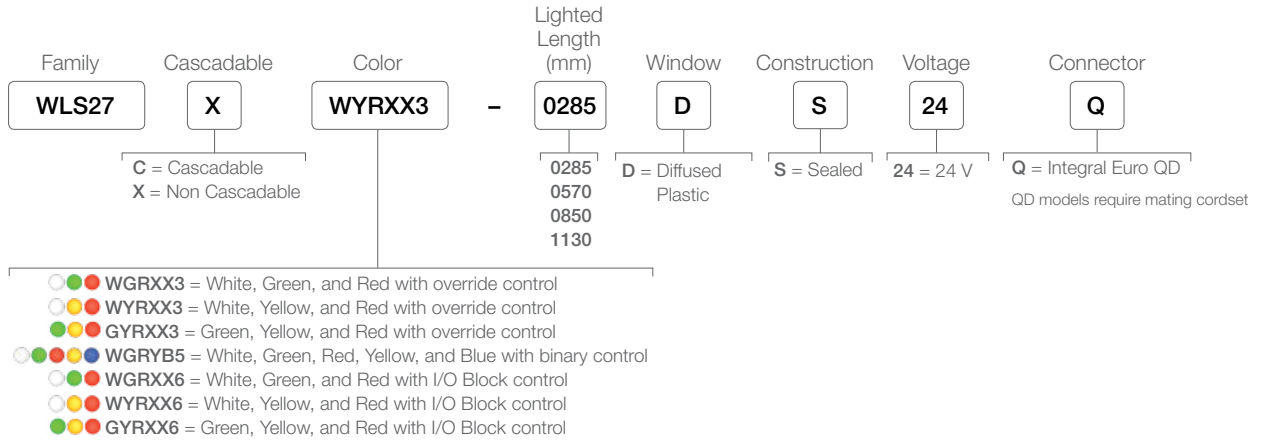 Family
Cascadable
Color
Lighted
Length
(mm)
Window
Construction
Voltage
Connector
WLS27
X
WYRXX3
–
0285
D
S
24
Q
C = Cascadable
X = Non Cascadable
0285
0570
0850
1130
D = Diffused
Plastic
S = Sealed
24 = 24 V
Q = Integral Euro QD
QD models require mating cordset
WGRXX3 = White, Green, and Red with override control
WYRXX3 = White, Yellow, and Red with override control
GYRXX3 = Green, Yellow, and Red with override control
WGRYB5 = White, Green, Red, Yellow, and Blue with binary control
WGRXX6 = White, Green, and Red with I/O Block control
WYRXX6 = White, Yellow, and Red with I/O Block control
GYRXX6 = Green, Yellow, and Red with I/O Block control